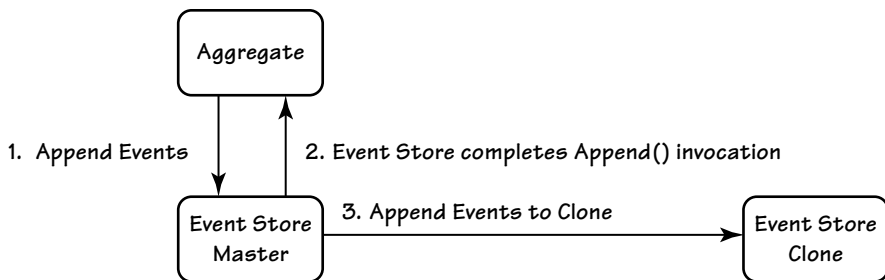 Aggregate
1. Append Events
2. Event Store completes Append() invocation
3. Append Events to Clone
Event Store
Master
Event Store
Clone